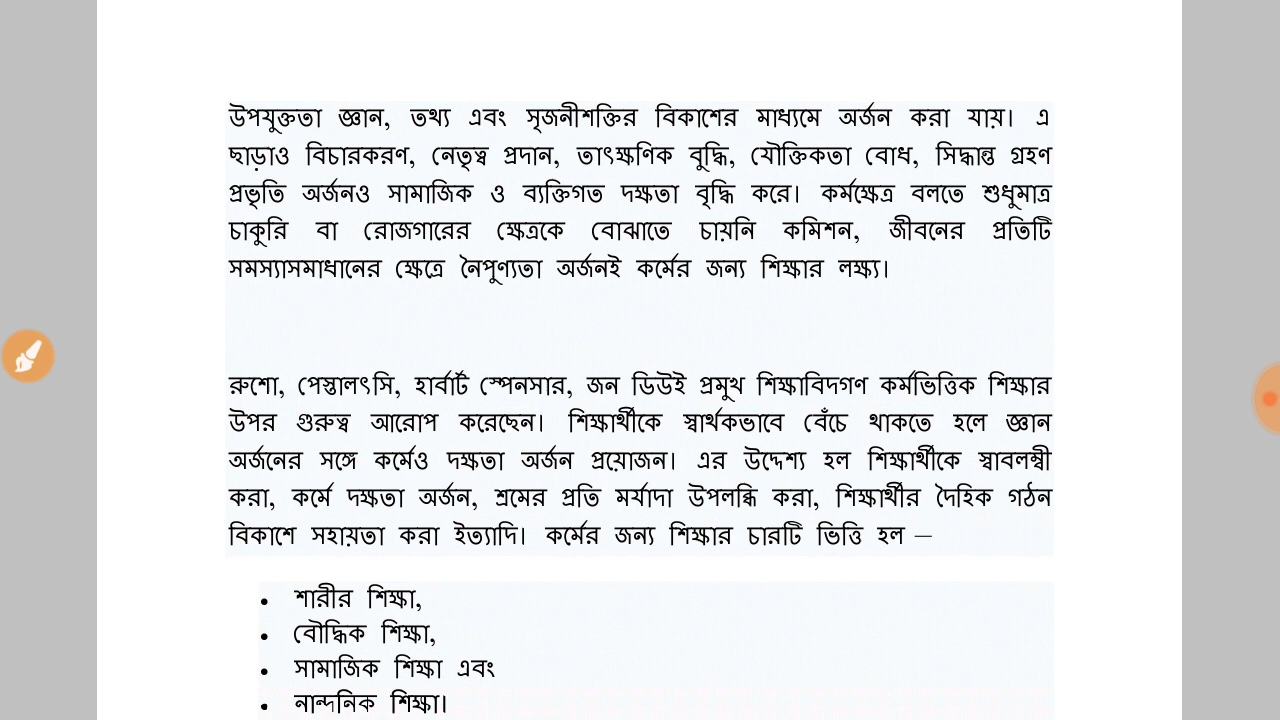 উপযুক্ততা জ্ঞান, তথ্য এবং সৃজনীশক্তির বিকাশের মাধ্যমে অর্জন করা যায়। এ
ছাড়াও বিচারকরণ, নেতৃত্ব প্রদান, তাৎক্ষণিক বুদ্ধি, যৌক্তিকতা বোধ, সিদ্ধান্ত গ্রহণ
প্রভৃতি অর্জনও সামাজিক ও ব্যক্তিগত দক্ষতা বৃদ্ধি করে। কর্মক্ষেত্র বলতে শুধুমাত্র
চাকুরি বা রোজগারের ক্ষেত্রকে বোঝাতে চায়নি কমিশন, জীবনের প্রতিটি
সমস্যাসমাধানের ক্ষেত্রে নৈপুণ্যতা অর্জনই কর্মের জন্য শিক্ষার লক্ষ্য।
রুশো, পেস্তালৎসি, হার্বার্ট স্পেনসার, জন ডিউই প্রমুখ শিক্ষাবিদগণ কর্মভিত্তিক শিক্ষার
উপর গুরুত্ব আরোপ করেছেন। শিক্ষার্থীকে স্বার্থকভাবে বেঁচে থাকতে হলে জ্ঞান
অর্জনের সঙ্গে কর্মেও দক্ষতা অর্জন প্রয়োজন। এর উদ্দেশ্য হল শিক্ষার্থীকে স্বাবলম্বী
করা, কর্মে দক্ষতা অর্জন, শ্রমের প্রতি মর্যাদা উপলব্ধি করা, শিক্ষার্থীর দৈহিক গঠন
বিকাশে সহায়তা করা ইত্যাদি। কর্মের জন্য শিক্ষার চারটি ভিত্তি হল —
• শারীর শিক্ষা,
• বৌদ্ধিক শিক্ষা,
• সামাজিক শিক্ষা এবং
• নান্দনিক শিক্ষা।